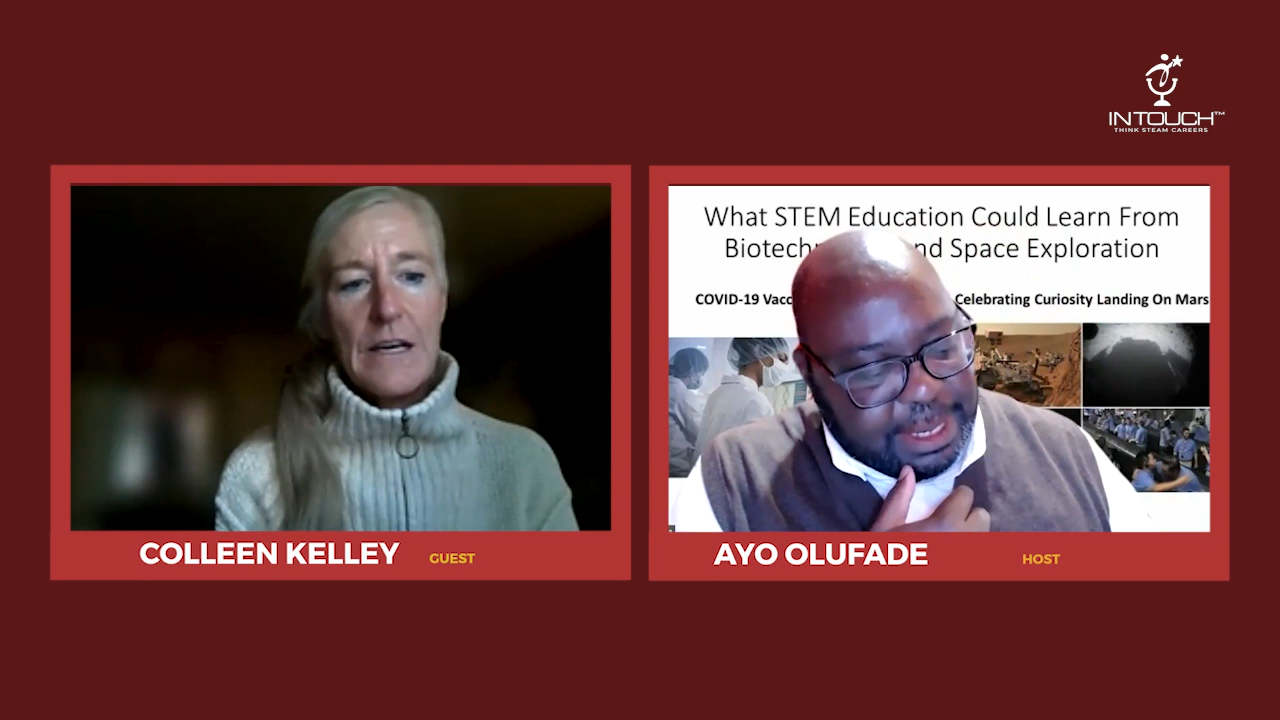 INTOUCH™
THINK STEAM CAREERS
What STEM Education Could Learn From
Biotech nd Space Exploration
COVID-19 Vacc Celebrating Curiosity Landing On Mars
COLLEEN KELLEY GUEST
AYO OLUFADE HOST